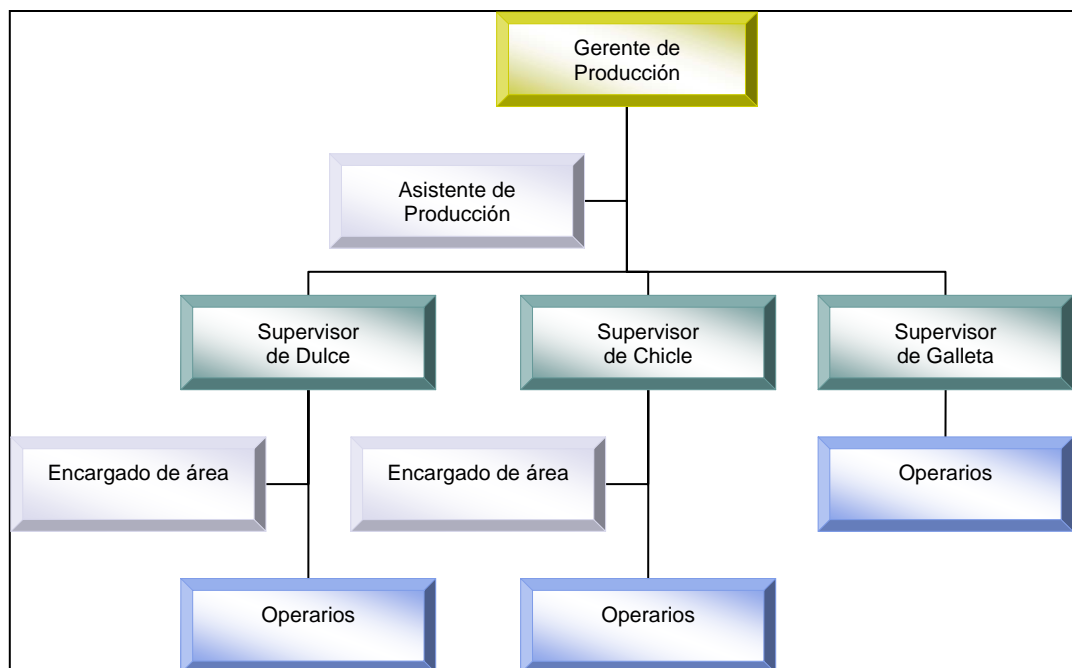 Gerente de
Producción
Asistente de
Producción
Supervisor
de Dulce
Supervisor
de Chicle
Supervisor
de Galleta
Encargado de área
Encargado de área
Operarios
Operarios
Operarios